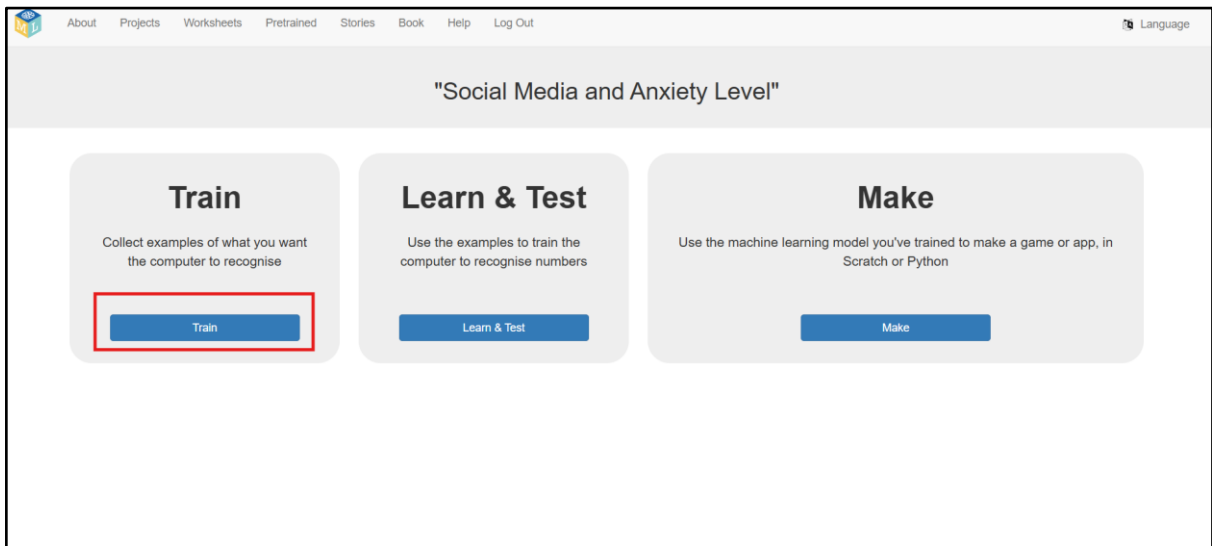 About Projects Worksheets Pretrained Stories Book Help Log Out Language
"Social Media and Anxiety Level"
Train
Collect examples of what you want
the computer to recognise
Train
Learn & Test
Use the examples to train the
computer to recognise numbers
Learn & Test
Make
Use the machine learning model you've trained to make a game or app, in
Scratch or Python
Make